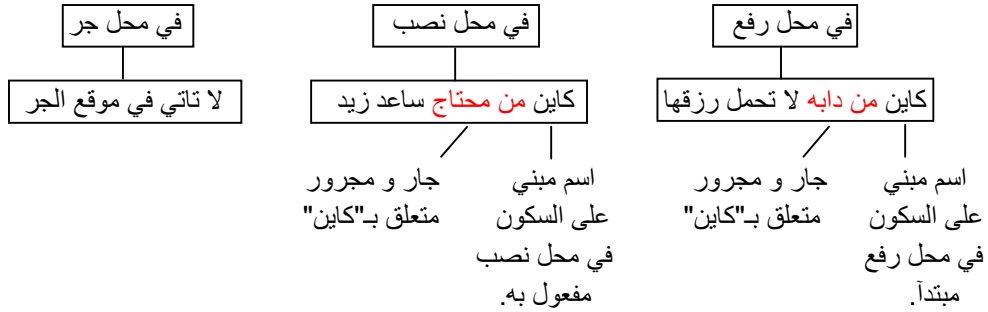 في محل رفع
كاين من دابه لا تحمل رزقها
اسم مبني
على السكون
في محل رفع
مبتدآ.
جار و مجرور
متعلق بـ"كاين"
في محل نصب
كاين من محتاج ساعد زيد
اسم مبني
على السكون
في محل نصب
مفعول به.
جار و مجرور
متعلق بـ"كاين"
في محل جر
لا تاتي في موقع الجر